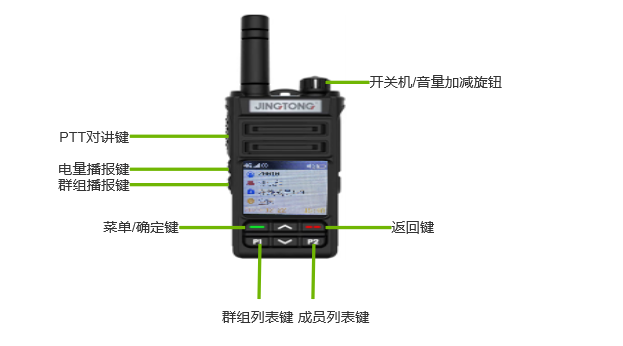 开关机/音量加减旋钮
JINGTONG
PTT对讲键
电量播报键
群组播报键
菜单/确定键
返回键
P1
P2
群组列表键 成员列表键